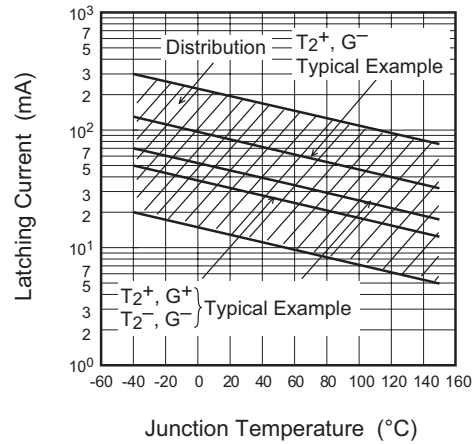 10³
7
5
3
2
10²
7
5
3
2
10¹
7
5
3
2
10⁰
Distribution
T2⁺, G⁻
Typical Example
T2⁺, G⁺
T2⁻, G⁻
Typical Example
-60 -40 -20 0 20 40 60 80 100 120 140 160
Latching Current (mA)
Junction Temperature (°C)